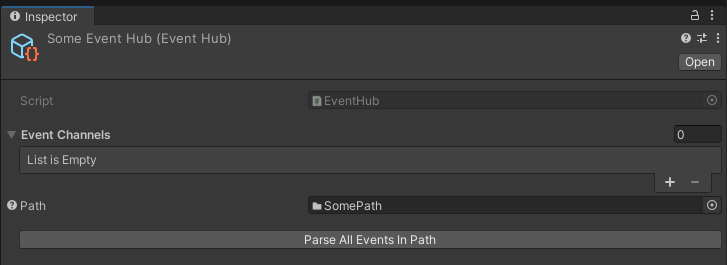 Inspector
Some Event Hub (Event Hub)
Open
Script
EventHub
Event Channels
0
List is Empty
Path
SomePath
Parse All Events In Path